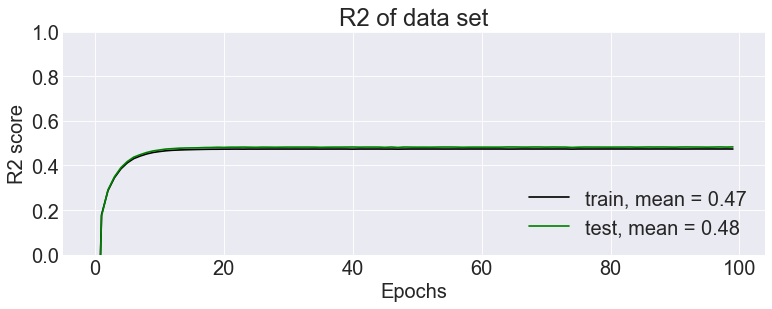 R2 of data set
1.0
0.8
0.6
0.4
0.2
0.0
R2 score
train, mean = 0.47
test, mean = 0.48
0 20 40 60 80 100
Epochs